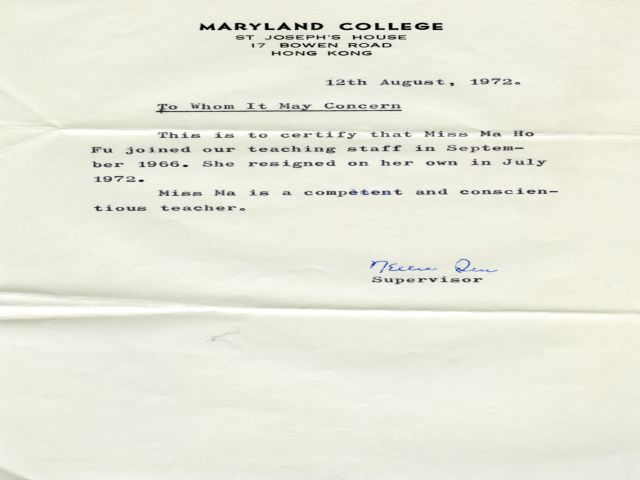 MARYLAND COLLEGE
ST JOSEPH'S HOUSE
17 BOWEN ROAD
HONG KONG
12th August, 1972.
To Whom It May Concern
This is to certify that Miss Ma Ho
Fu joined our teaching staff in Septem-
ber 1966. She resigned on her own in July
1972.
Miss Ma is a competent and conscien-
tious teacher.
Supervisor